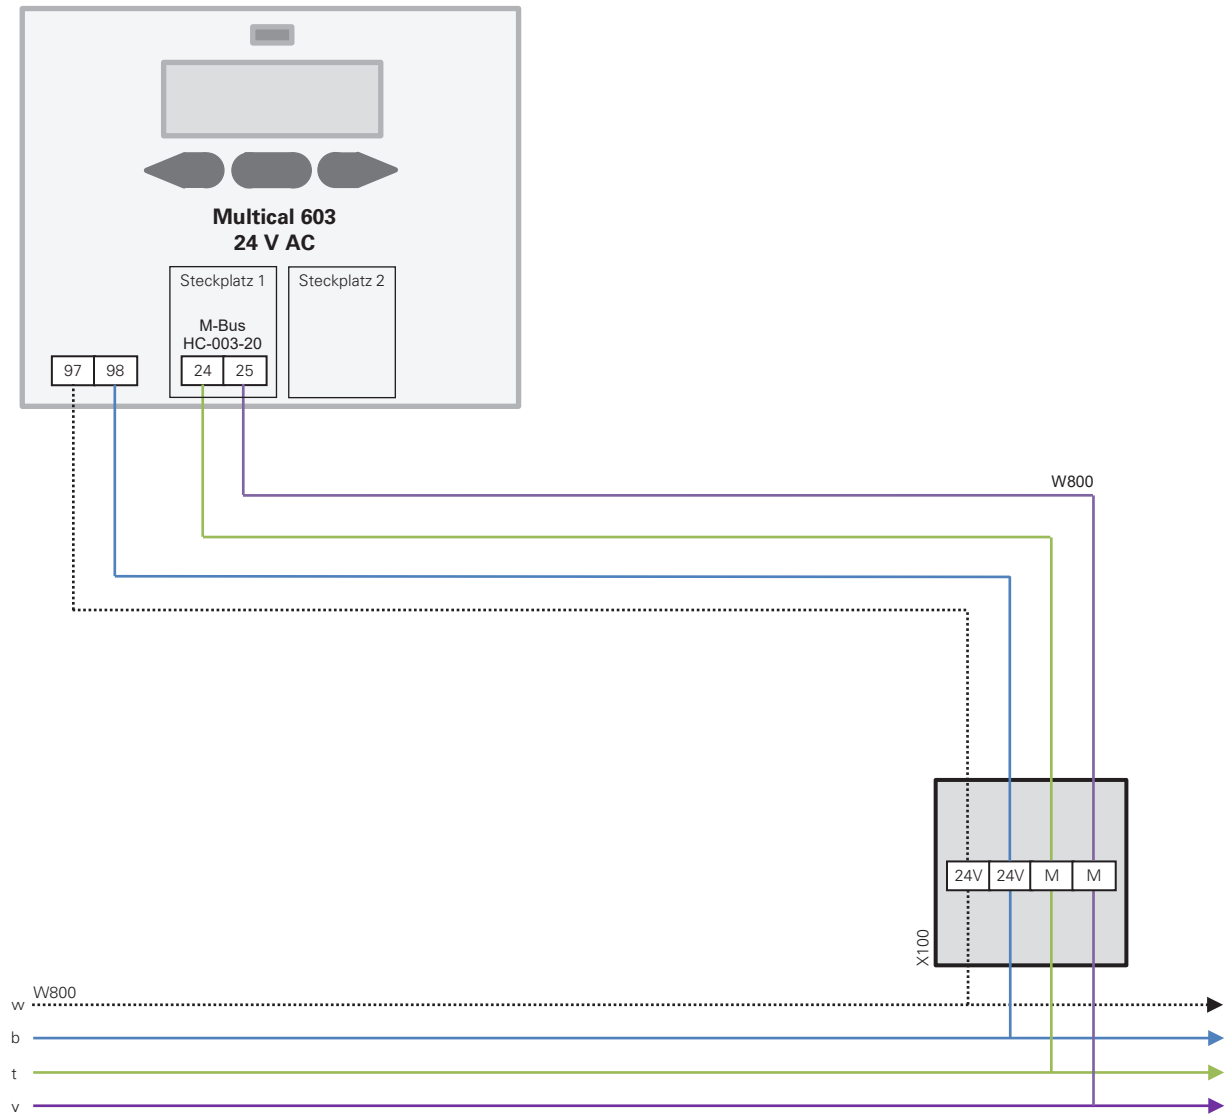 Multical 603
24 V AC
Steckplatz 1
Steckplatz 2
M-Bus
HC-003-20
97 98
24 25
W800
24V 24V M M
X100
W800
w
b
t
v